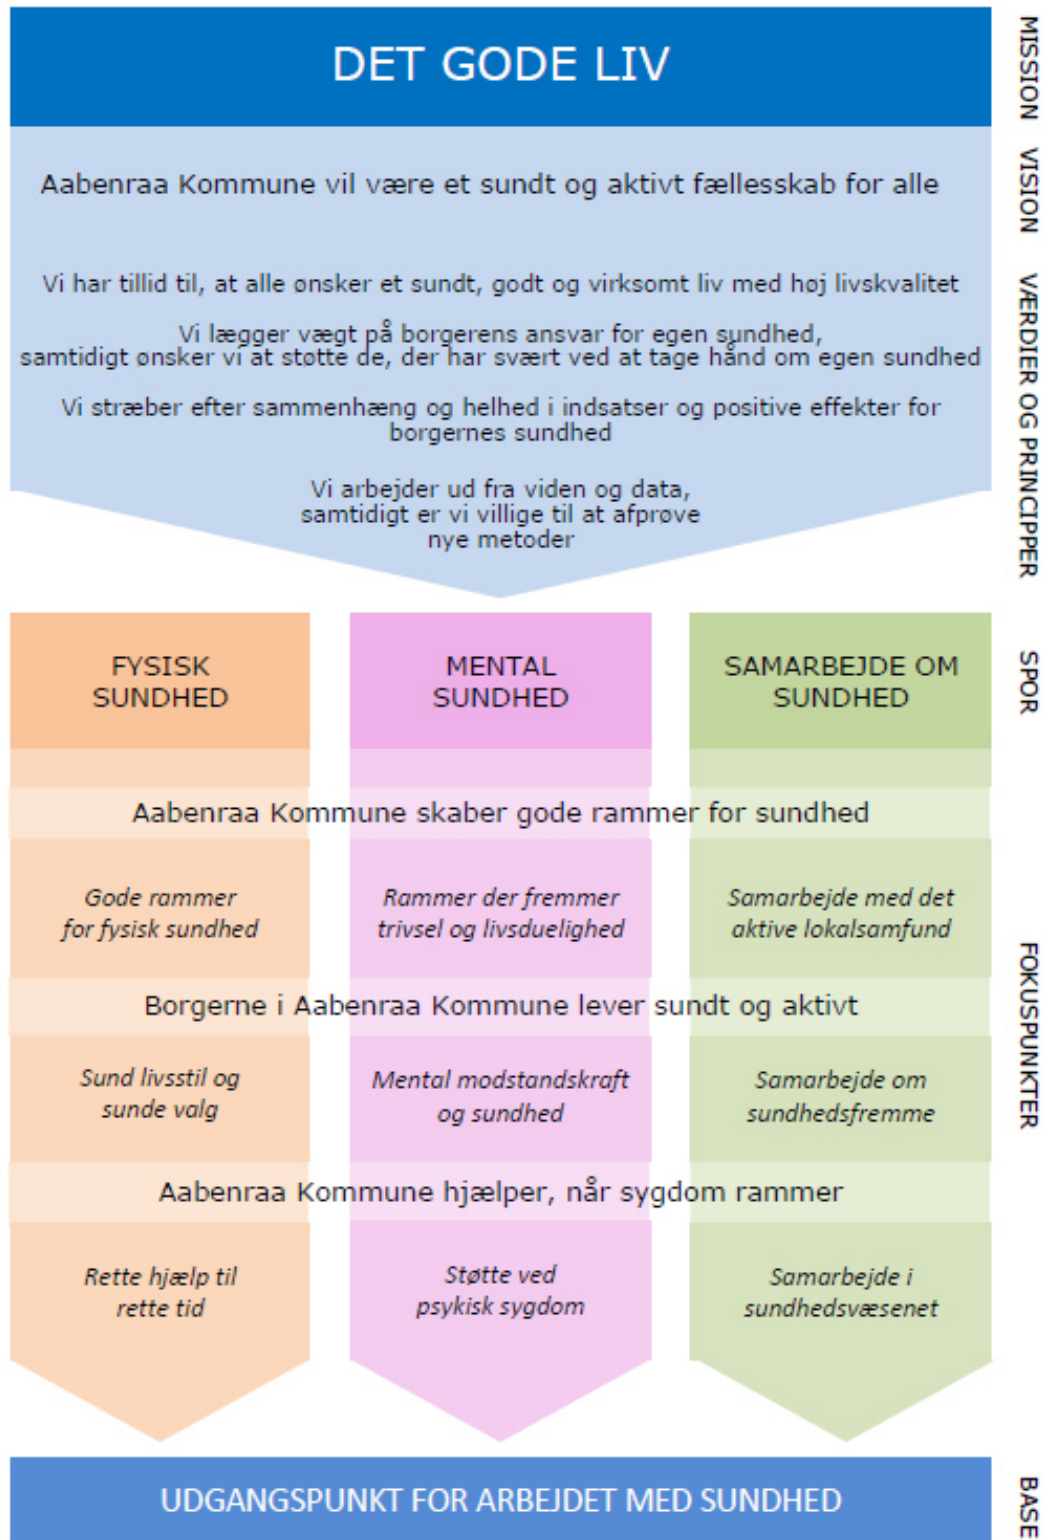 DET GODE LIV
MISSION
Aabenraa Kommune vil være et sundt og aktivt fællesskab for alle
VISION
Vi har tillid til, at alle ønsker et sundt, godt og virksomt liv med høj livskvalitet
Vi lægger vægt på borgerens ansvar for egen sundhed,
samtidigt ønsker vi at støtte de, der har svært ved at tage hånd om egen sundhed
Vi stræber efter sammenhæng og helhed i indsatser og positive effekter for
borgernes sundhed
Vi arbejder ud fra viden og data,
samtidigt er vi villige til at afprøve
nye metoder
VÆRDIER OG PRINCIPPER
FYSISK
SUNDHED
MENTAL
SUNDHED
SAMARBEJDE OM
SUNDHED
SPOR
Aabenraa Kommune skaber gode rammer for sundhed
Gode rammer
for fysisk sundhed
Rammer der fremmer
trivsel og livsduelighed
Samarbejde med det
aktive lokalsamfund
Borgerne i Aabenraa Kommune lever sundt og aktivt
Sund livsstil og
sunde valg
Mental modstandskraft
og sundhed
Samarbejde om
sundhedsfremme
Aabenraa Kommune hjælper, når sygdom rammer
Rette hjælp til
rette tid
Støtte ved
psykisk sygdom
Samarbejde i
sundhedsvæsenet
FOKUSPUNKTER
UDGANGSPUNKT FOR ARBEJDET MED SUNDHED
BASE